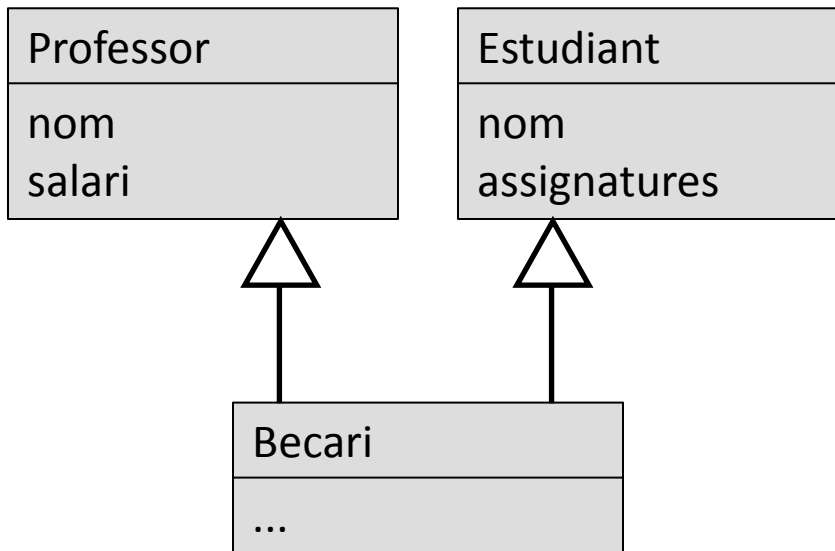 Professor
nom
salari
Estudiant
nom
assignatures
Becari
...